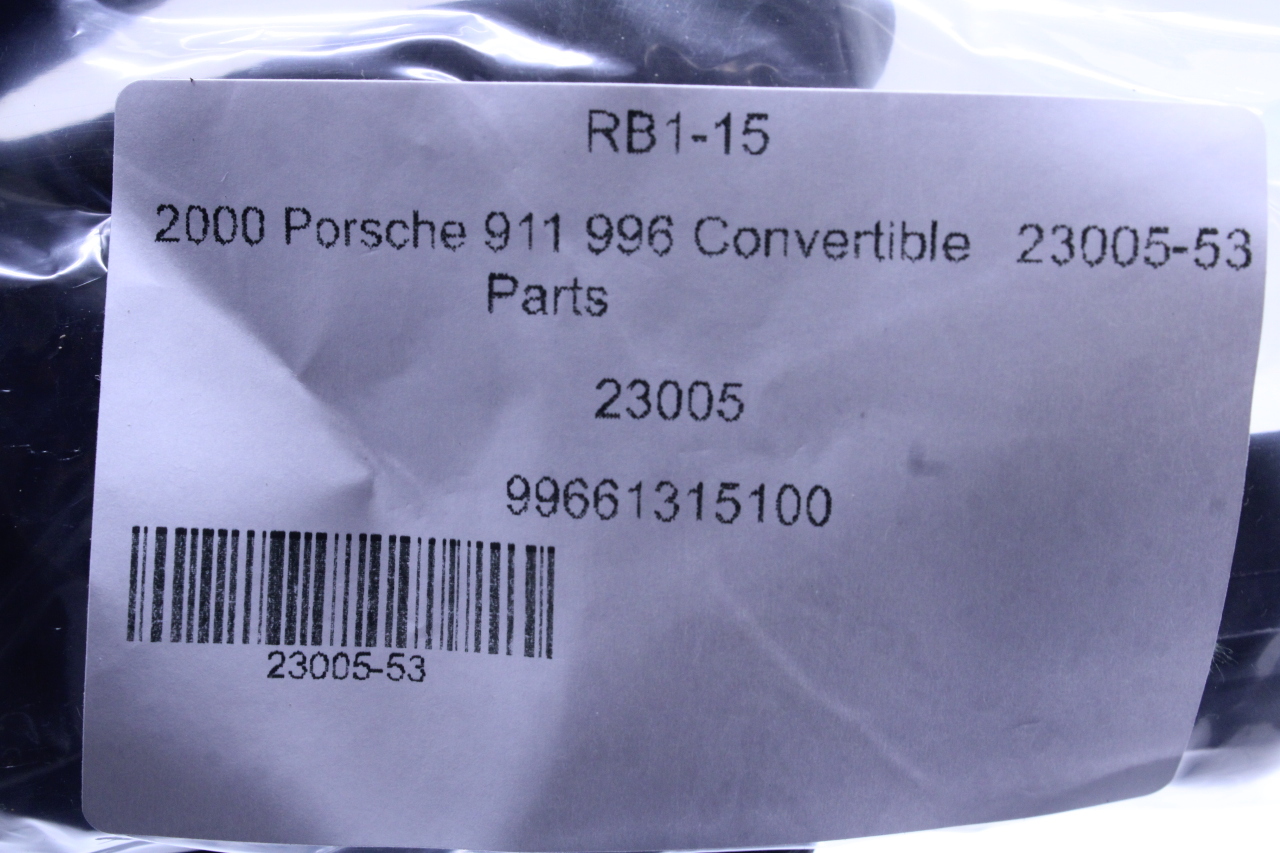 RB1-15
2000 Porsche 911 996 Convertible 23005-53
Parts
23005
99661315100
23005-53